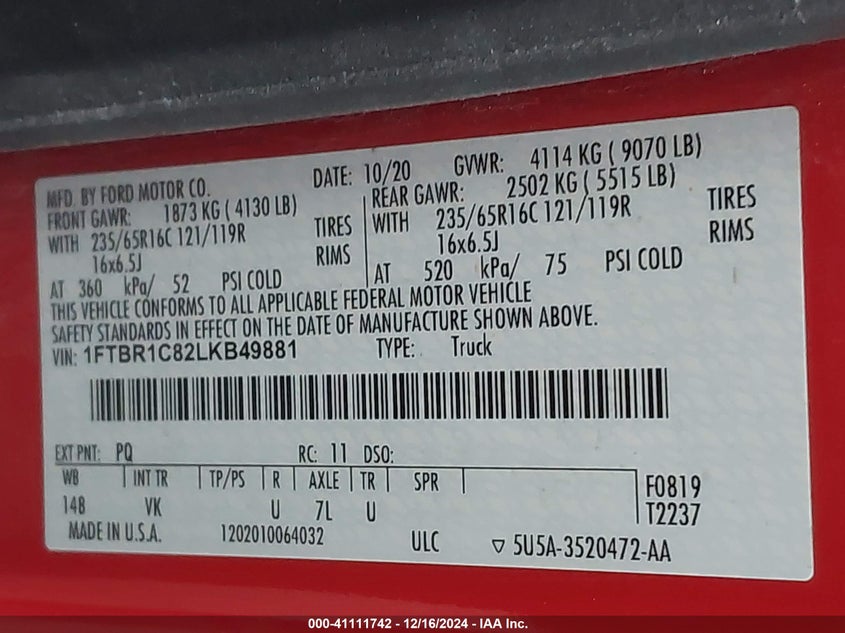 MFD. BY FORD MOTOR CO. DATE: 10/20 GVWR: 4114 KG ( 9070 LB)
FRONT GAWR: 1873 KG ( 4130 LB) REAR GAWR: 2502 KG ( 5515 LB)
WITH 235/65R16C 121/119R TIRES WITH 235/65R16C 121/119R TIRES
16x6.5J RIMS 16x6.5J RIMS
AT 360 kPa/ 52 PSI COLD AT 520 kPa/ 75 PSI COLD
THIS VEHICLE CONFORMS TO ALL APPLICABLE FEDERAL MOTOR VEHICLE
SAFETY STANDARDS IN EFFECT ON THE DATE OF MANUFACTURE SHOWN ABOVE.
VIN: 1FTBR1C82LKB49881 TYPE: Truck
EXT PNT: PQ RC: 11 DSO:
WB INT TR TP/PS R AXLE TR SPR F0819
148 VK U 7L U T2237
MADE IN U.S.A. 1202010064032 ULC 5U5A-3520472-AA
000-41111742 - 12/16/2024 - IAA Inc.